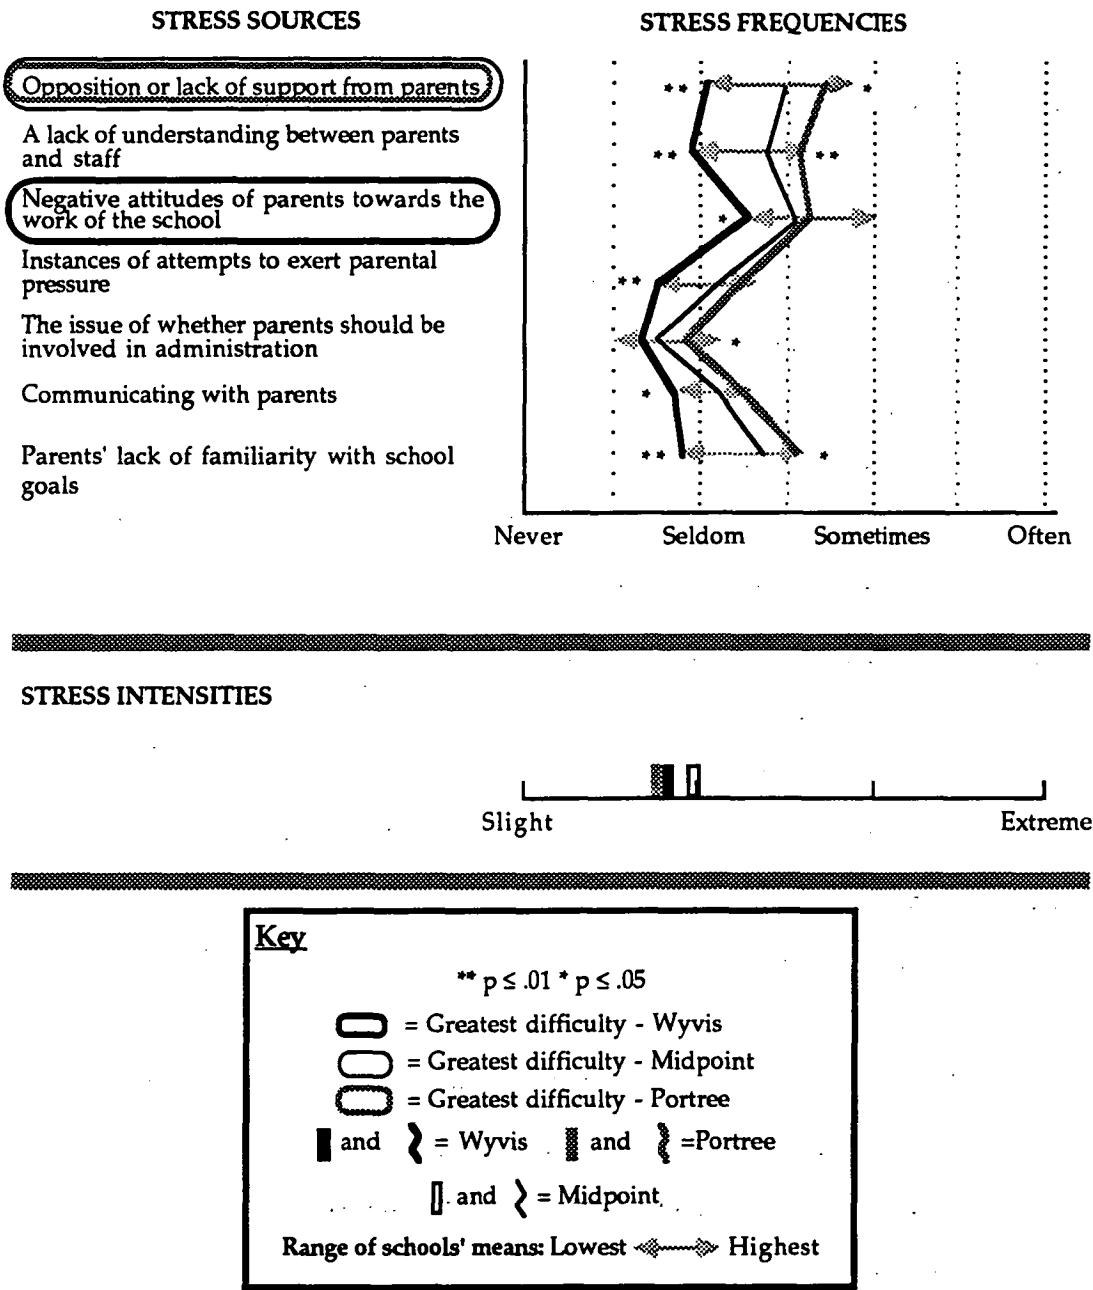 STRESS SOURCES
STRESS FREQUENCIES
Opposition or lack of support from parents
** *
A lack of understanding between parents
and staff
** **
Negative attitudes of parents towards the
work of the school
*
Instances of attempts to exert parental
pressure
**
The issue of whether parents should be
involved in administration
*
Communicating with parents
*
Parents' lack of familiarity with school
goals
** *
Never Seldom Sometimes Often
STRESS INTENSITIES
Slight Extreme
Key
** p ≤ .01 * p ≤ .05
= Greatest difficulty - Wyvis
= Greatest difficulty - Midpoint
= Greatest difficulty - Portree
and = Wyvis and =Portree
and = Midpoint
Range of schools' means: Lowest Highest